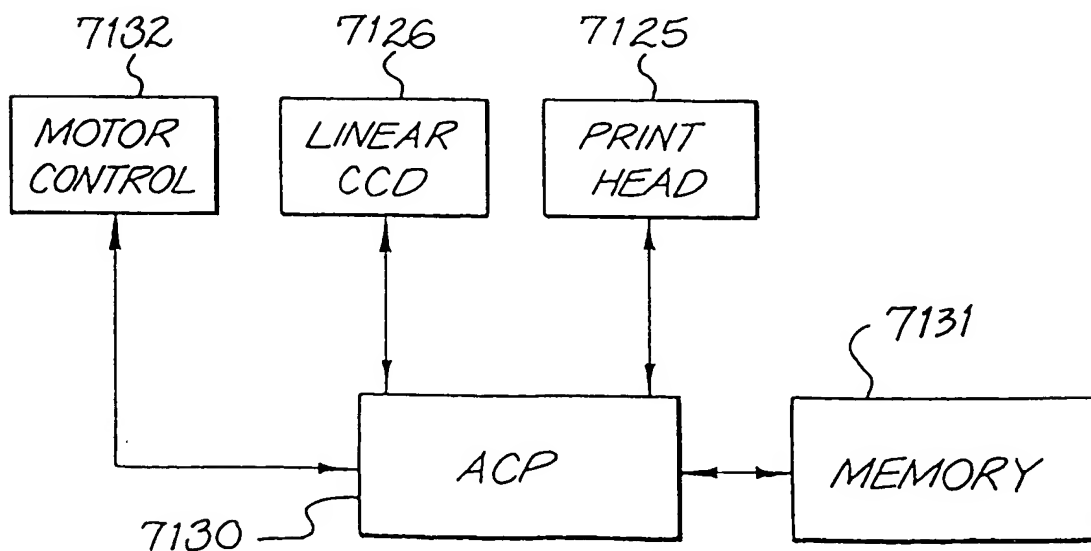 7132
7126
7125
MOTOR
CONTROL
LINEAR
CCD
PRINT
HEAD
7131
ACP
MEMORY
7130